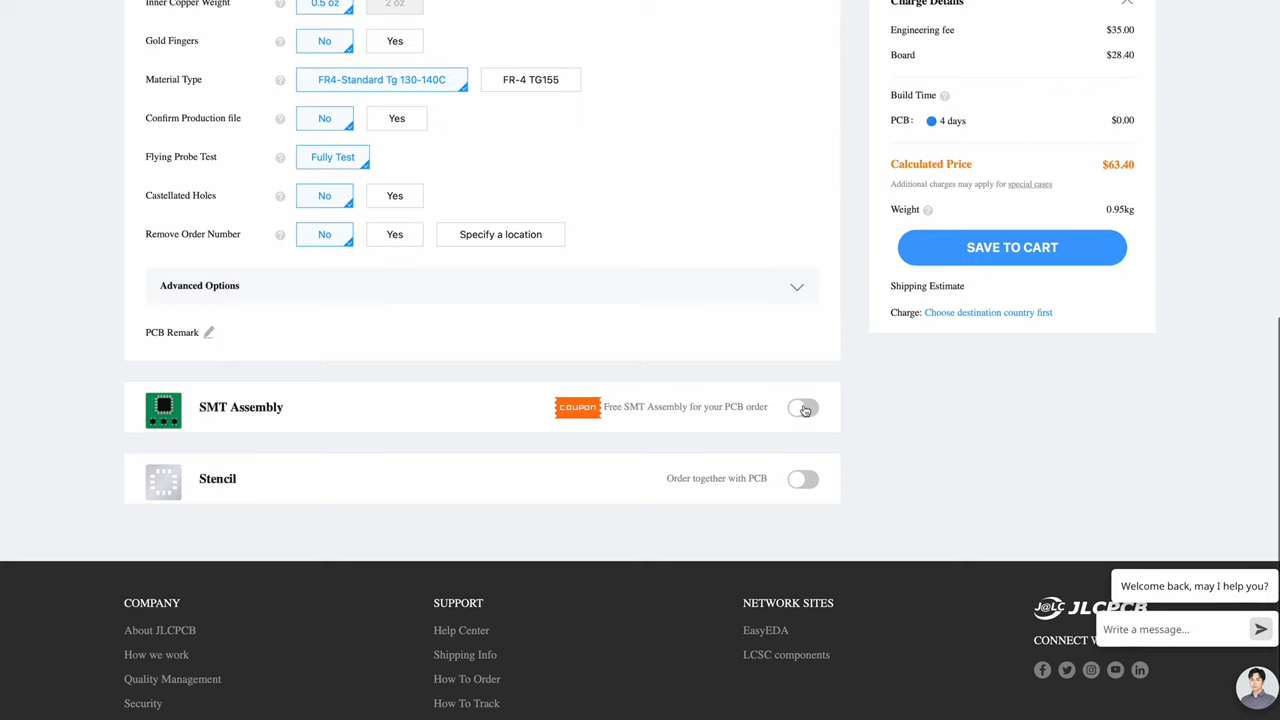 Inner Copper Weight ? 0.5 oz 2 oz
Gold Fingers ? No Yes
Material Type ? FR4-Standard Tg 130-140C FR-4 TG155
Confirm Production file ? No Yes
Flying Probe Test ? Fully Test
Castellated Holes ? No Yes
Remove Order Number ? No Yes Specify a location
Advanced Options
PCB Remark
SMT Assembly COUPON Free SMT Assembly for your PCB order
Stencil Order together with PCB
Charge Details
Engineering fee $35.00
Board $28.40
Build Time ?
PCB: 4 days $0.00
Calculated Price $63.40
Additional charges may apply for special cases
Weight ? 0.95kg
SAVE TO CART
Shipping Estimate
Charge: Choose destination country first
COMPANY
About JLCPCB
How we work
Quality Management
Security
SUPPORT
Help Center
Shipping Info
How To Order
How To Track
NETWORK SITES
EasyEDA
LCSC components
J@LC JLCPCB
CONNECT
Welcome back, may I help you?
Write a message...